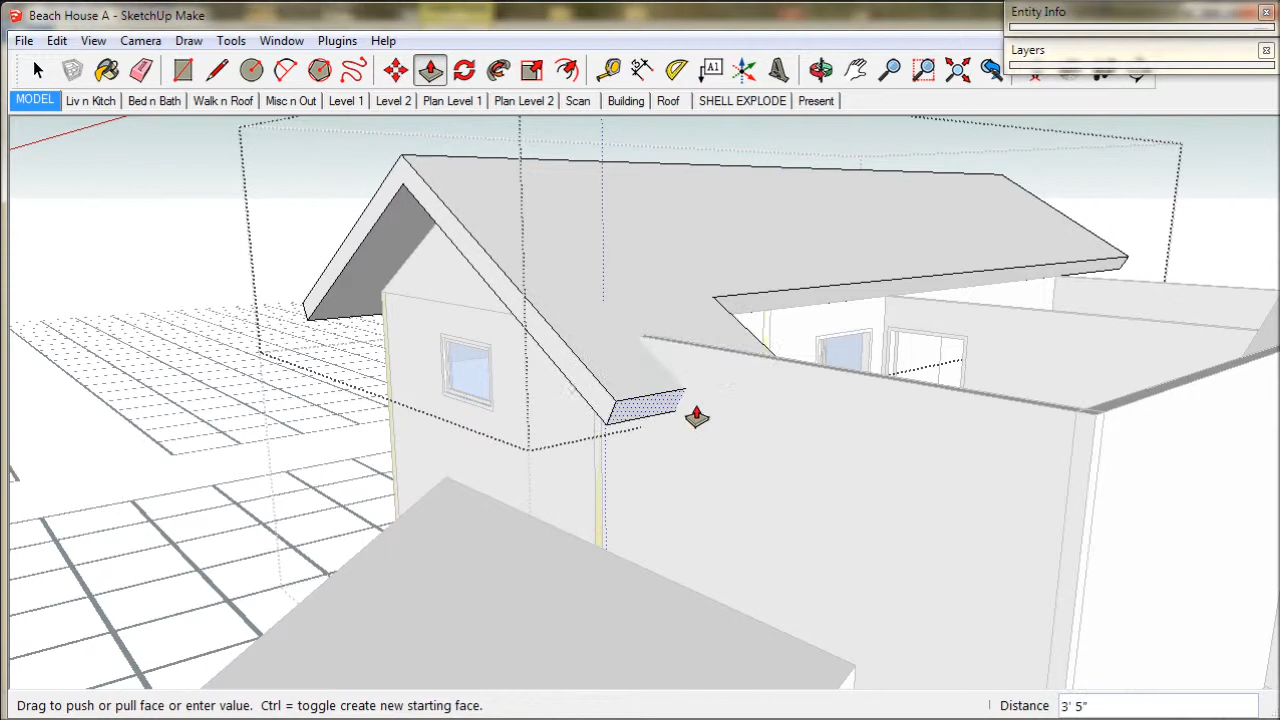 Beach House A - SketchUp Make
Entity Info
File Edit View Camera Draw Tools Window Plugins Help
Layers
A1
MODEL Liv n Kitch Bed n Bath Walk n Roof Misc n Out Level 1 Level 2 Plan Level 1 Plan Level 2 Scan Building Roof SHELL EXPLODE Present
Drag to push or pull face or enter value. Ctrl = toggle create new starting face. Distance 3' 5"